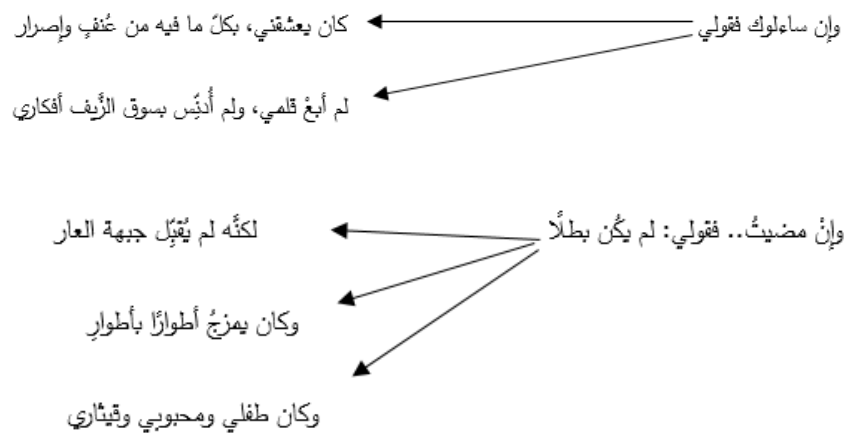 وإن ساءلوك فقولي كان يعشقني، بكلّ ما فيه من عُنفٍ وإصرار
لم أبعْ قلمي، ولم أُدنِّس بسوق الزَّيف أفكاري
وإنْ مضيتُ.. فقولي: لم يكُن بطلًا لكنَّه لم يُقبِّل جبهة العار
وكان يمزجُ أطوارًا بأطوارِ
وكان طفلي ومحبوبي وقيثاري